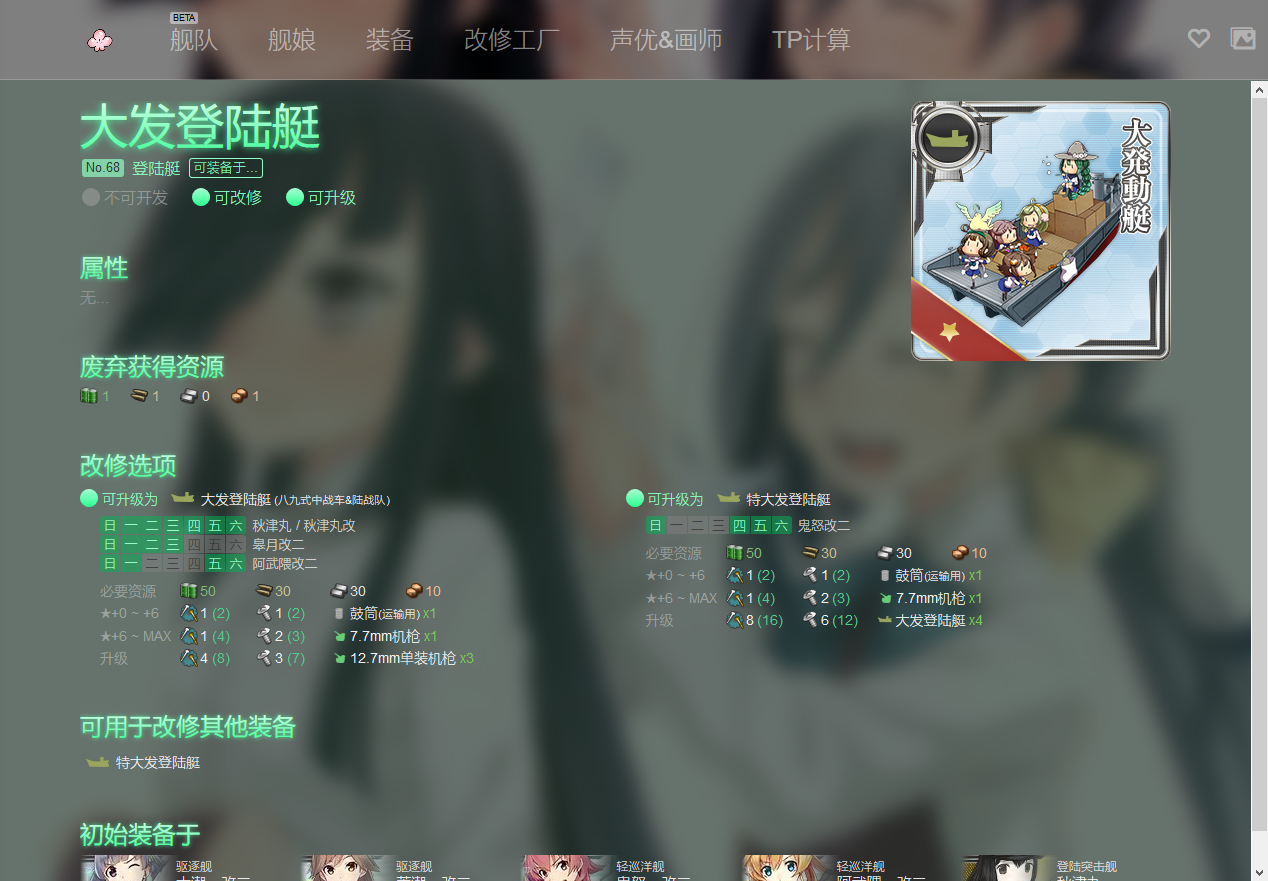 BETA
舰队 舰娘 装备 改修工厂 声优&画师 TP计算
大发登陆艇
No.68 登陆艇 可装备于...
不可开发 可改修 可升级
大発動艇
属性
无...
废弃获得资源
1 1 0 1
改修选项
可升级为 大发登陆艇 (八九式中战车&陆战队)
日 一 二 三 四 五 六 秋津丸 / 秋津丸改
日 一 二 三 四 五 六 皐月改二
日 一 二 三 四 五 六 阿武隈改二
必要资源 50 30 30 10
★+0 ~ +6 1 (2) 1 (2) 鼓筒(运输用) x1
★+6 ~ MAX 1 (4) 2 (3) 7.7mm机枪 x1
升级 4 (8) 3 (7) 12.7mm单装机枪 x3
可升级为 特大发登陆艇
日 一 二 三 四 五 六 鬼怒改二
必要资源 50 30 30 10
★+0 ~ +6 1 (2) 1 (2) 鼓筒(运输用) x1
★+6 ~ MAX 1 (4) 2 (3) 7.7mm机枪 x1
升级 8 (16) 6 (12) 大发登陆艇 x4
可用于改修其他装备
特大发登陆艇
初始装备于
驱逐舰 驱逐舰 轻巡洋舰 轻巡洋舰 登陆突击舰